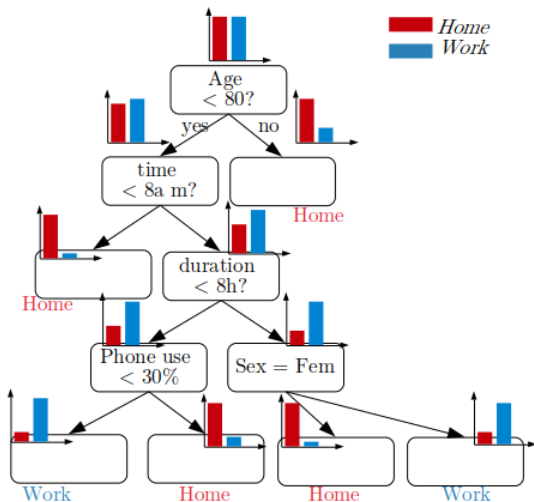 Home
Work
Age
< 80?
yes
no
time
< 8a m?
Home
Home
duration
< 8h?
Phone use
< 30%
Sex = Fem
Work
Home
Home
Work